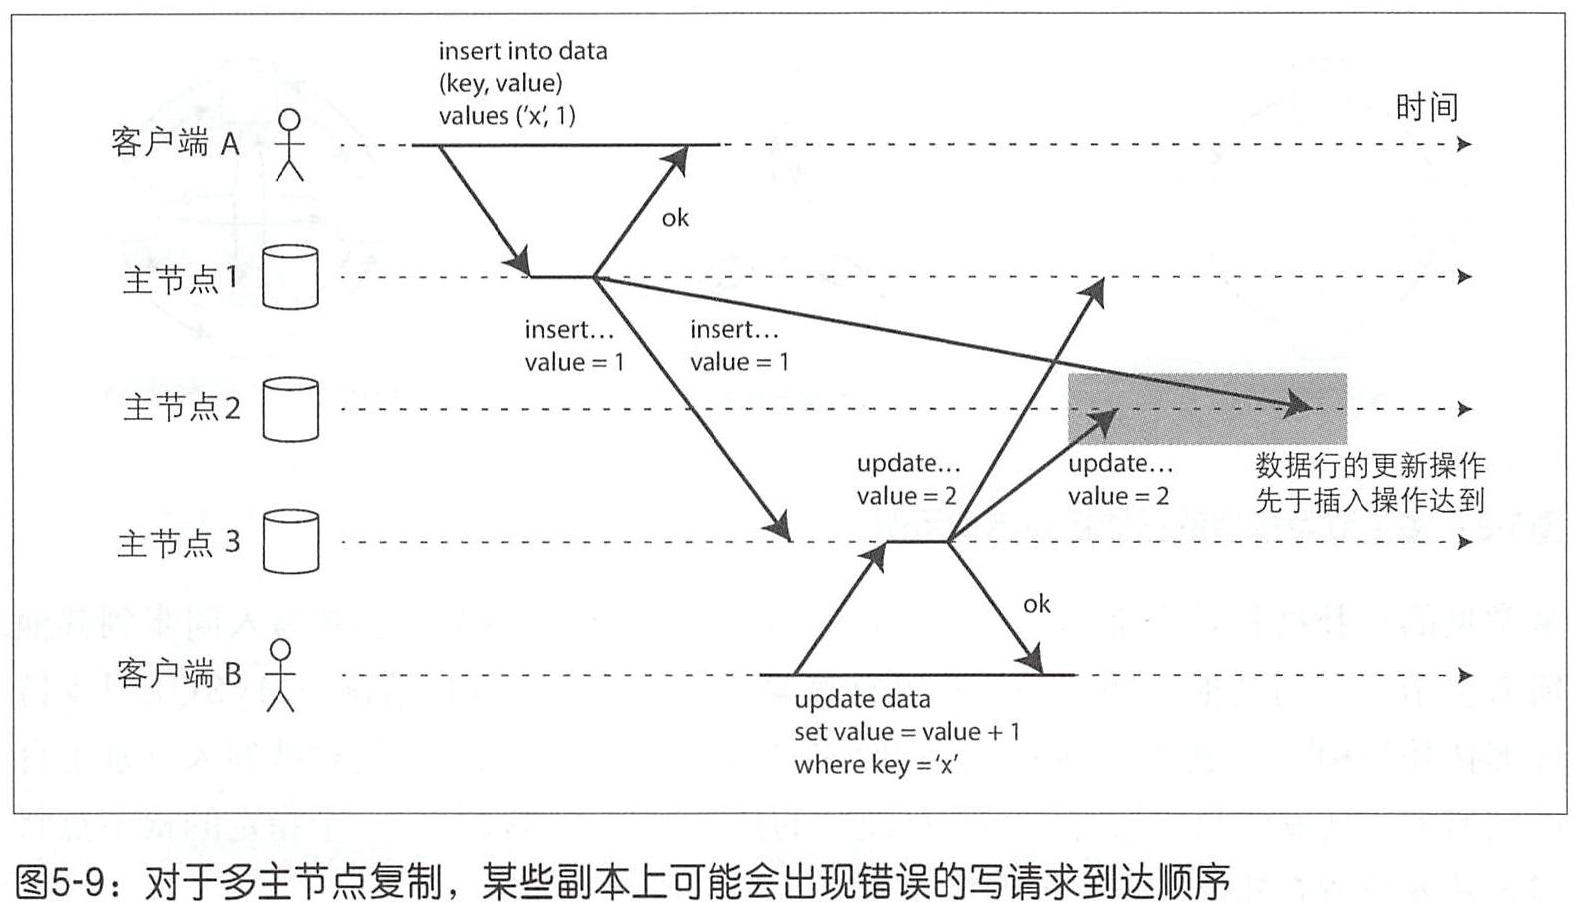 insert into data
(key, value)
values (‘x’, 1)
时间
客户端 A
ok
主节点 1
insert…
value = 1
insert…
value = 1
主节点 2
update…
value = 2
update…
value = 2
数据行的更新操作
先于插入操作达到
主节点 3
ok
客户端 B
update data
set value = value + 1
where key = ‘x’
图5-9：对于多主节点复制，某些副本上可能会出现错误的写请求到达顺序